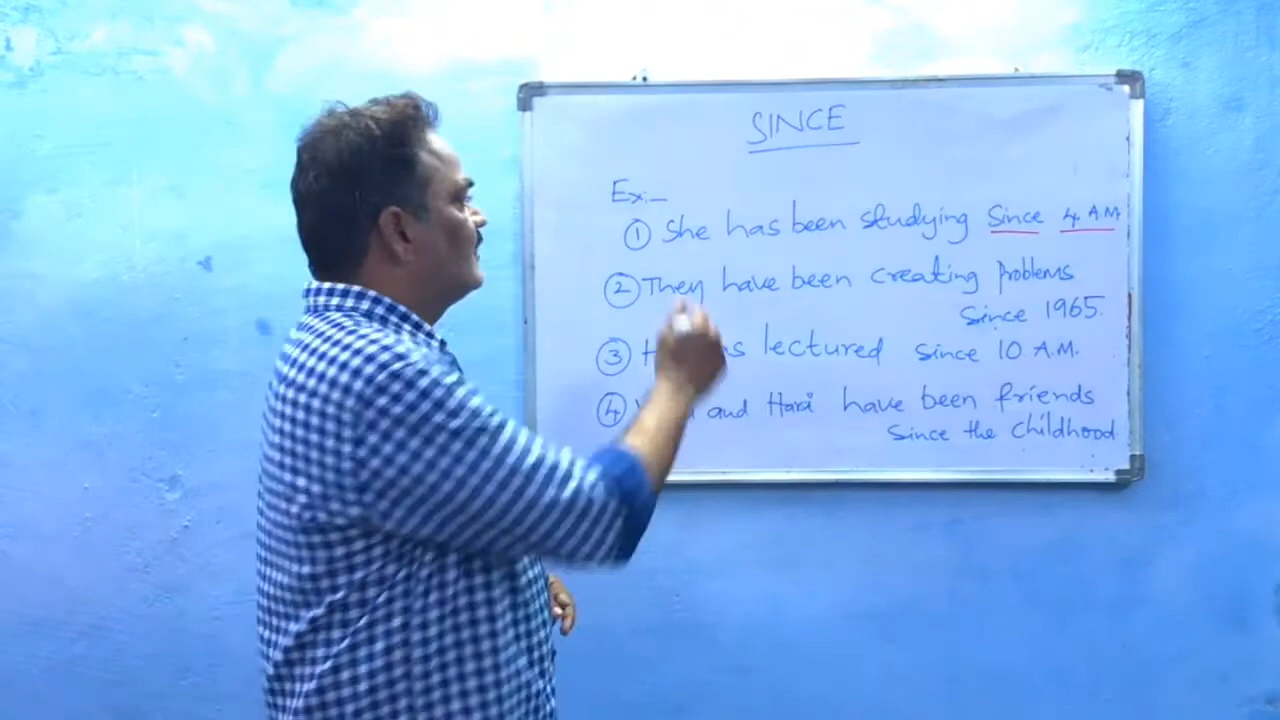 SINCE
Ex:-
① She has been studying Since 4 A.M
② They have been creating Problems
Since 1965.
③ lectured since 10 A.M.
④ and Hari have been friends
Since the Childhood